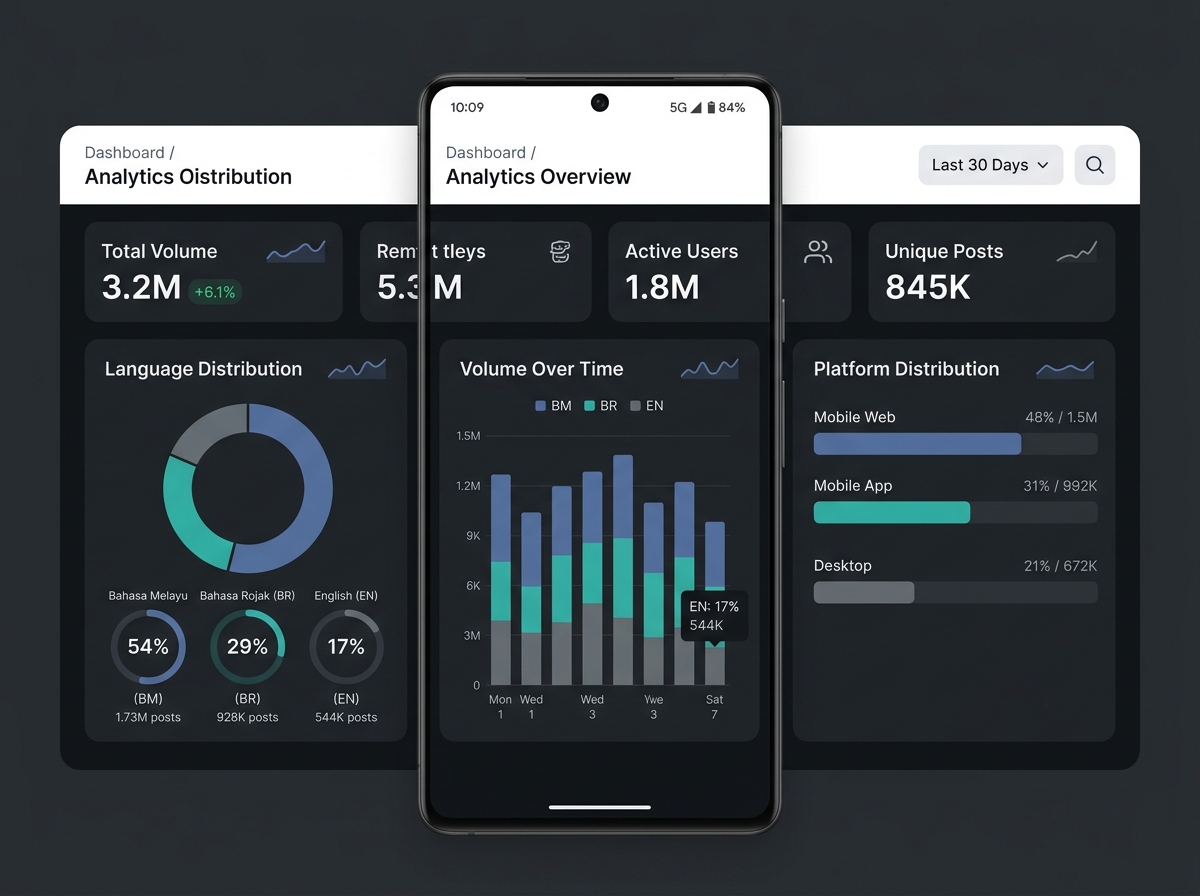 10:09
5G 84%
Dashboard /
Analytics Oistribution
Dashboard /
Analytics Overview
Last 30 Days
Total Volume
3.2M +6.1%
tleys
5.3 M
Active Users
1.8M
Unique Posts
845K
Language Distribution
Bahasa Melayu
54%
(BM)
1.73M posts
Bahasa Rojak (BR)
29%
(BR)
928K posts
English (EN)
17%
(EN)
544K posts
Volume Over Time
BM BR EN
1.5M
1.2M
9K
6K
3M
0
EN: 17%
544K
Mon Wed Wed Ywe Sat
1 1 3 3 7
Platform Distribution
Mobile Web 48% / 1.5M
Mobile App 31% / 992K
Desktop 21% / 672K